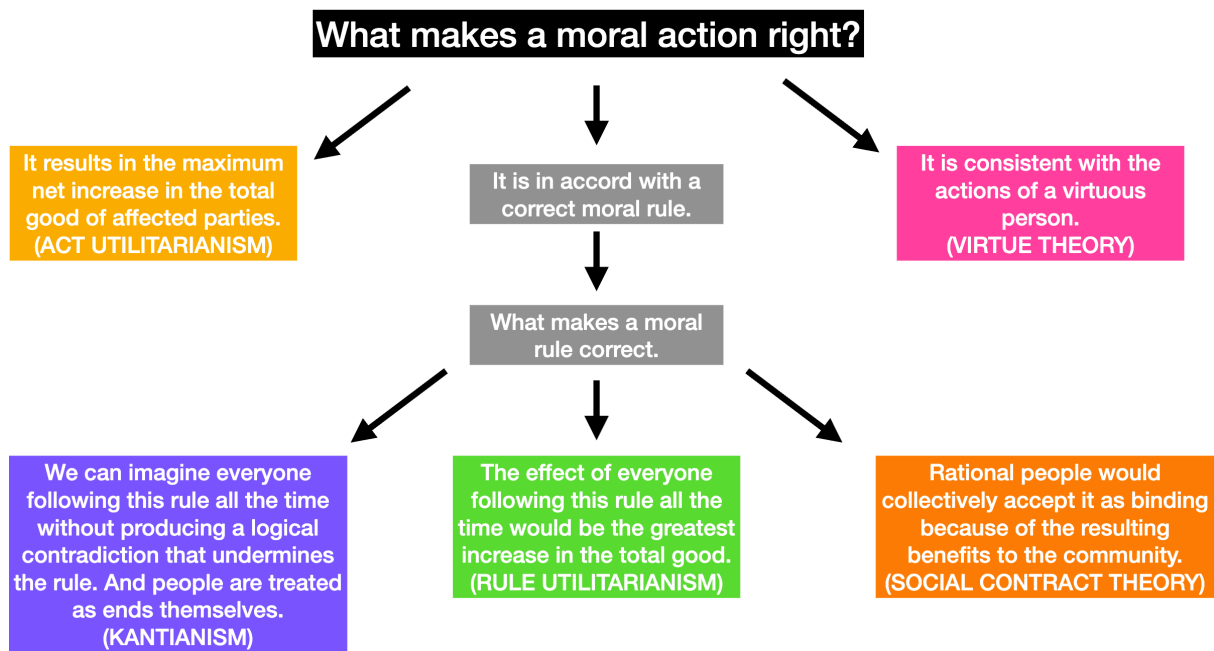 What makes a moral action right?
It results in the maximum
net increase in the total
good of affected parties.
(ACT UTILITARIANISM)
It is in accord with a
correct moral rule.
It is consistent with the
actions of a virtuous
person.
(VIRTUE THEORY)
What makes a moral
rule correct.
We can imagine everyone
following this rule all the time
without producing a logical
contradiction that undermines
the rule. And people are treated
as ends themselves.
(KANTIANISM)
The effect of everyone
following this rule all the
time would be the greatest
increase in the total good.
(RULE UTILITARIANISM)
Rational people would
collectively accept it as binding
because of the resulting
benefits to the community.
(SOCIAL CONTRACT THEORY)